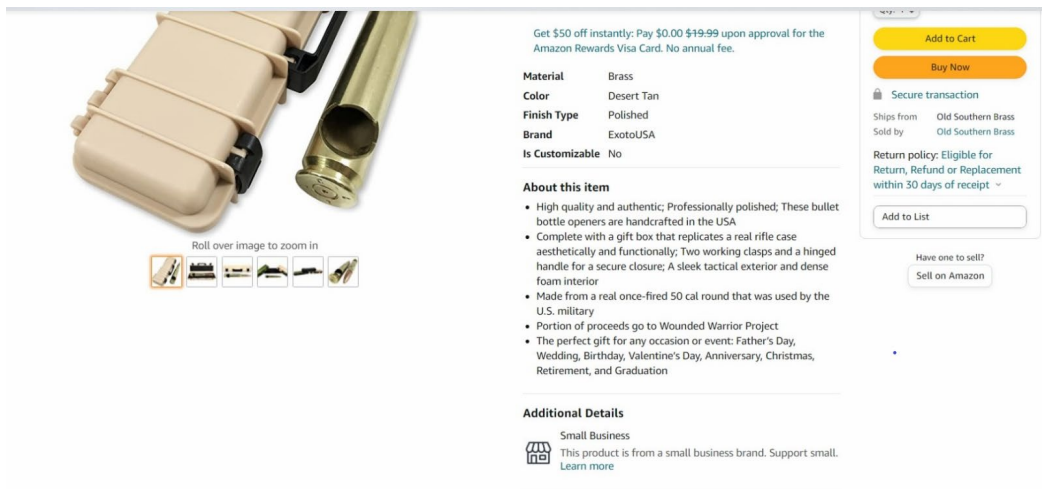 Get $50 off instantly: Pay $0.00 $19.99 upon approval for the
Amazon Rewards Visa Card. No annual fee.
Material Brass
Color Desert Tan
Finish Type Polished
Brand ExotoUSA
Is Customizable No
About this item
• High quality and authentic; Professionally polished; These bullet
bottle openers are handcrafted in the USA
• Complete with a gift box that replicates a real rifle case
aesthetically and functionally; Two working clasps and a hinged
handle for a secure closure; A sleek tactical exterior and dense
foam interior
• Made from a real once-fired 50 cal round that was used by the
U.S. military
• Portion of proceeds go to Wounded Warrior Project
• The perfect gift for any occasion or event: Father's Day,
Wedding, Birthday, Valentine's Day, Anniversary, Christmas,
Retirement, and Graduation
Additional Details
Small Business
This product is from a small business brand. Support small.
Learn more
Roll over image to zoom in
Add to Cart
Buy Now
Secure transaction
Ships from Old Southern Brass
Sold by Old Southern Brass
Return policy: Eligible for
Return, Refund or Replacement
within 30 days of receipt
Add to List
Have one to sell?
Sell on Amazon